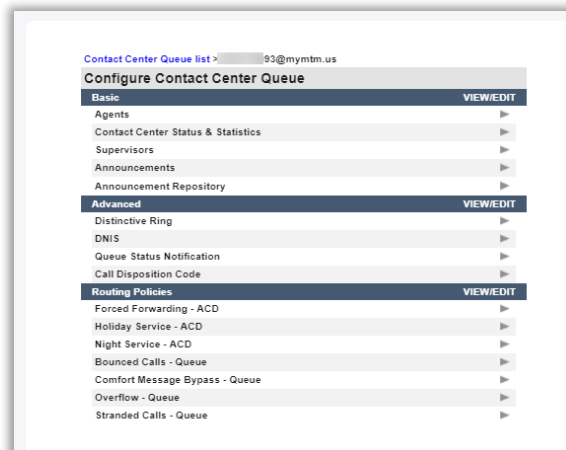 Contact Center Queue list > 93@mymtm.us
Configure Contact Center Queue
Basic VIEW/EDIT
Agents
Contact Center Status & Statistics
Supervisors
Announcements
Announcement Repository
Advanced VIEW/EDIT
Distinctive Ring
DNIS
Queue Status Notification
Call Disposition Code
Routing Policies VIEW/EDIT
Forced Forwarding - ACD
Holiday Service - ACD
Night Service - ACD
Bounced Calls - Queue
Comfort Message Bypass - Queue
Overflow - Queue
Stranded Calls - Queue